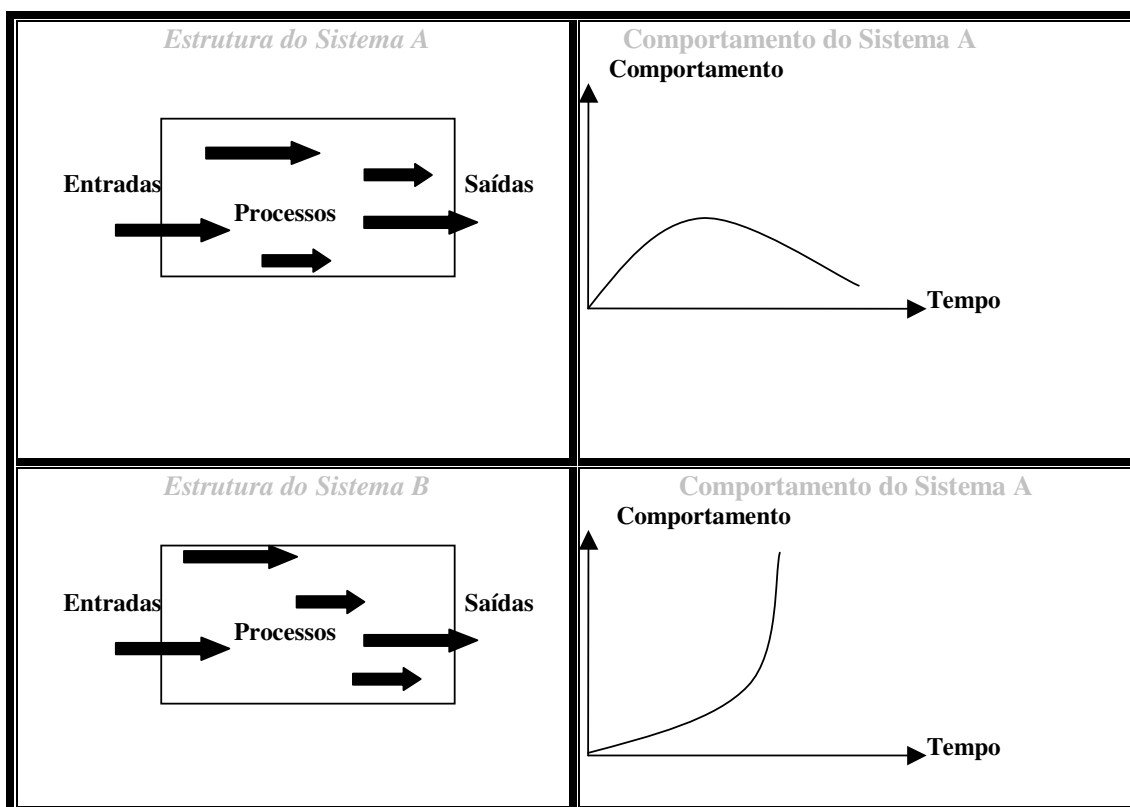 Estrutura do Sistema A
Entradas
Processos
Saídas
Comportamento do Sistema A
Comportamento
Tempo
Estrutura do Sistema B
Entradas
Processos
Saídas
Comportamento do Sistema A
Comportamento
Tempo